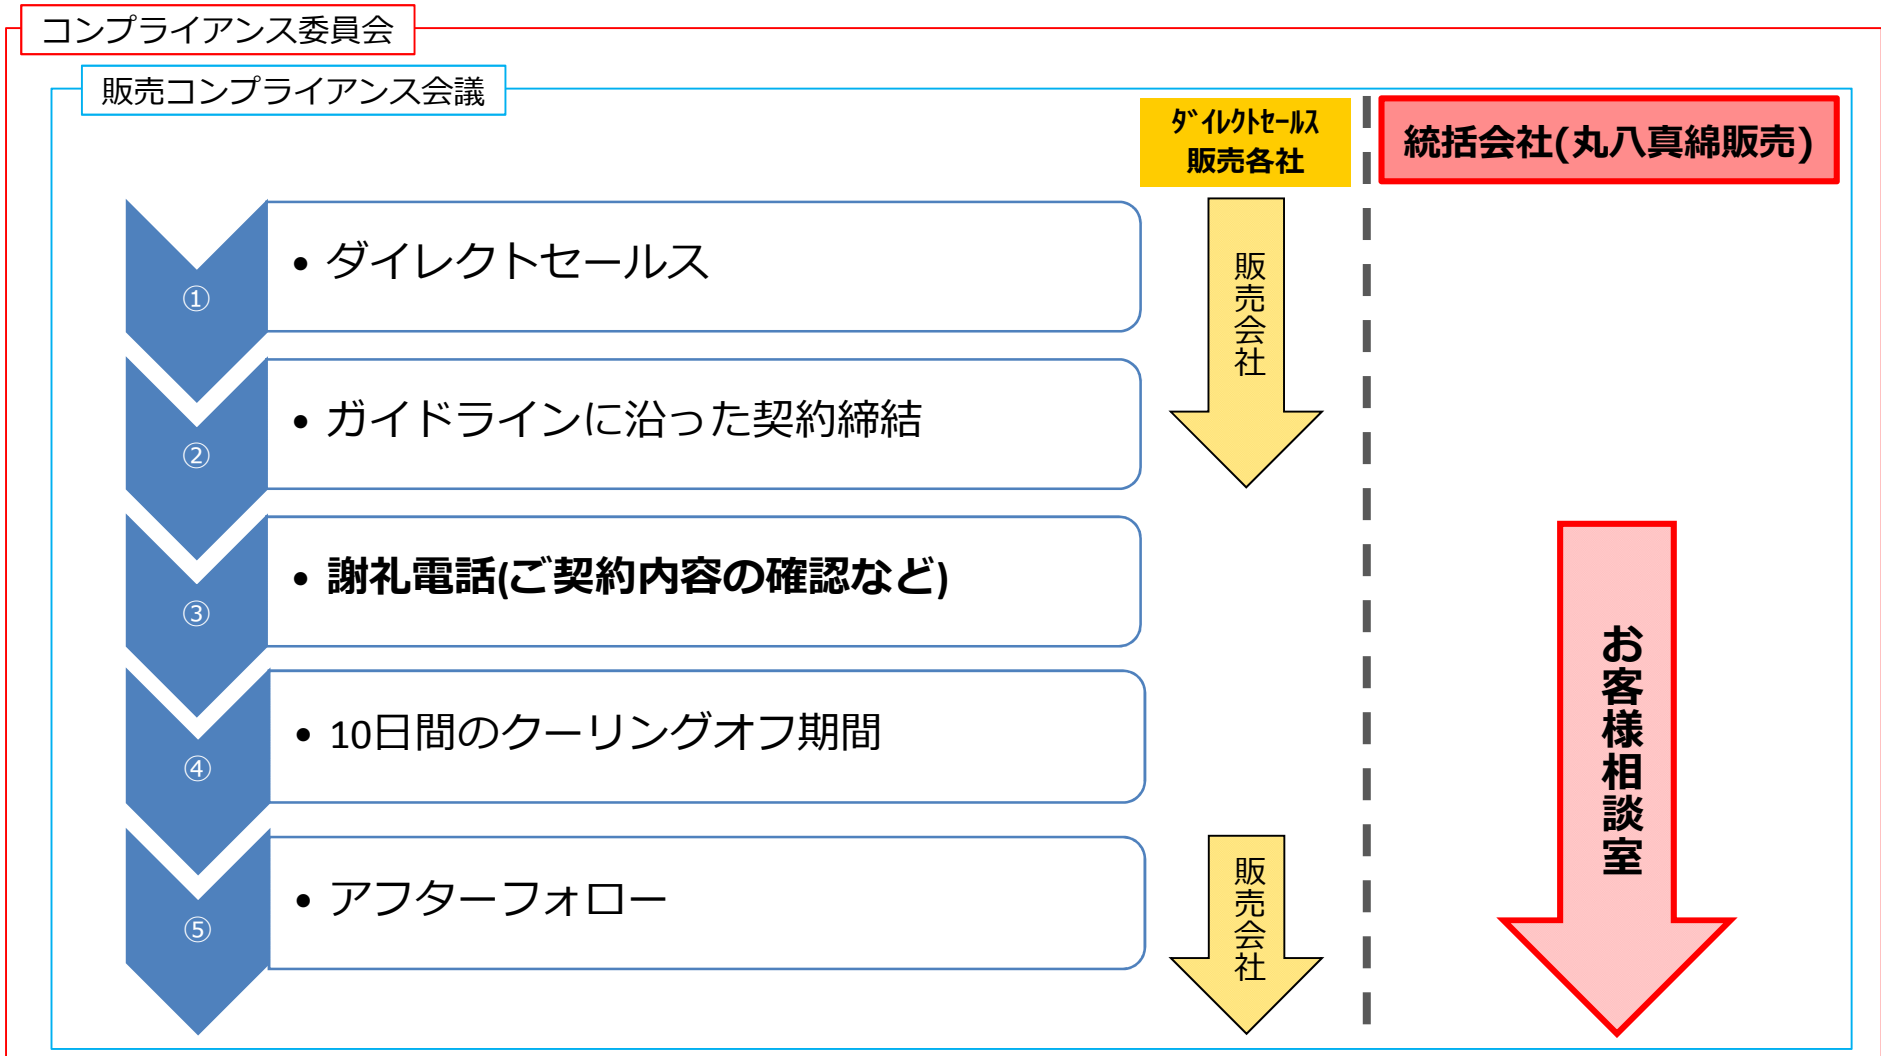 コンプライアンス委員会
販売コンプライアンス会議
ﾀﾞｲﾚｸﾄｾｰﾙｽ
販売各社
統括会社(丸八真綿販売)
①
• ダイレクトセールス
販売会社
②
• ガイドラインに沿った契約締結
③
• 謝礼電話(ご契約内容の確認など)
お客様相談室
④
• 10日間のクーリングオフ期間
⑤
• アフターフォロー
販売会社